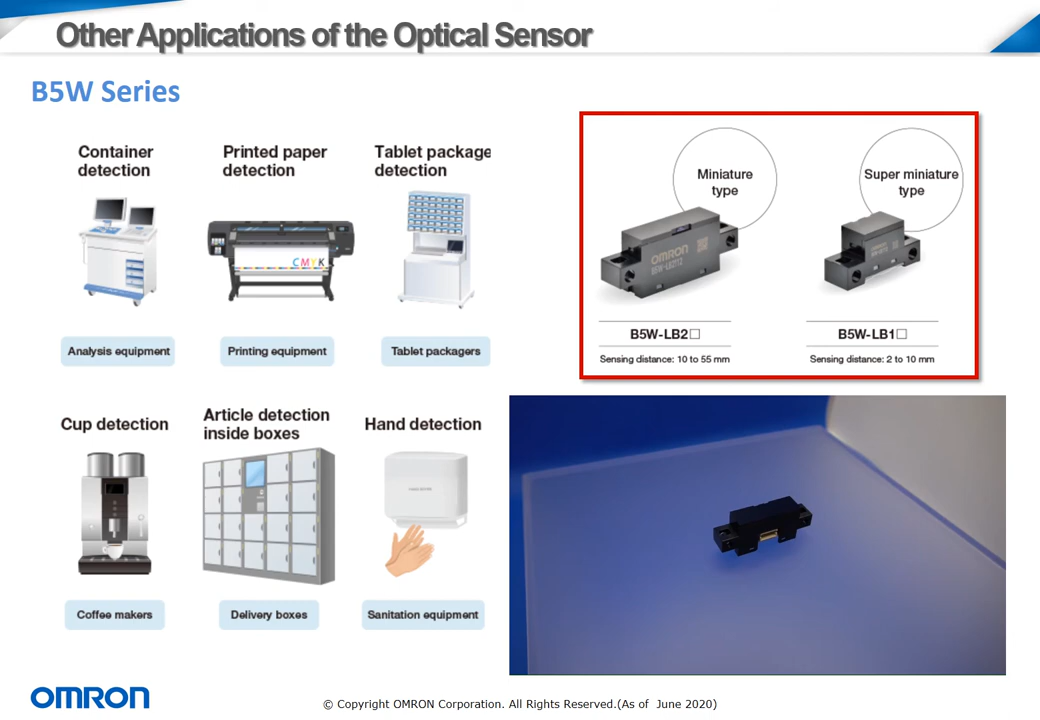 Other Applications of the Optical Sensor
B5W Series
Container
detection
Printed paper
detection
Tablet package
detection
CMYK
Analysis equipment
Printing equipment
Tablet packagers
Cup detection
Article detection
inside boxes
Hand detection
Coffee makers
Delivery boxes
Sanitation equipment
Miniature
type
Super miniature
type
OMRON
B5W-LB2112
OMRON
B5W-LB2□
B5W-LB1□
Sensing distance: 10 to 55 mm
Sensing distance: 2 to 10 mm
OMRON
© Copyright OMRON Corporation. All Rights Reserved.(As of June 2020)